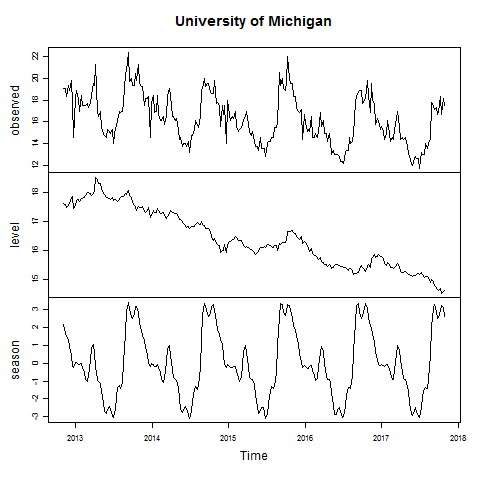 University of Michigan
observed
12 14 16 18 20 22
level
15 16 17 18
season
-3 -2 -1 0 1 2 3
2013 2014 2015 2016 2017 2018
Time